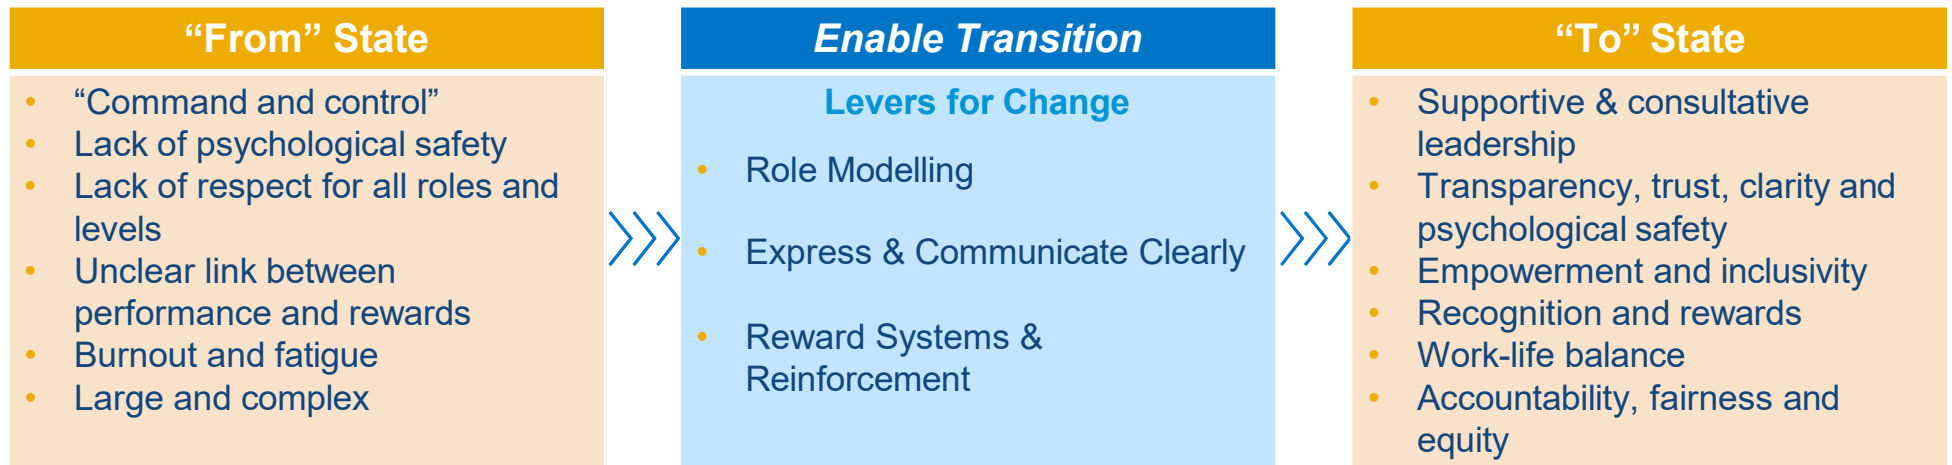 “From” State
• “Command and control”
• Lack of psychological safety
• Lack of respect for all roles and
levels
• Unclear link between
performance and rewards
• Burnout and fatigue
• Large and complex
Enable Transition
Levers for Change
• Role Modelling
• Express & Communicate Clearly
• Reward Systems &
Reinforcement
“To” State
• Supportive & consultative
leadership
• Transparency, trust, clarity and
psychological safety
• Empowerment and inclusivity
• Recognition and rewards
• Work-life balance
• Accountability, fairness and
equity